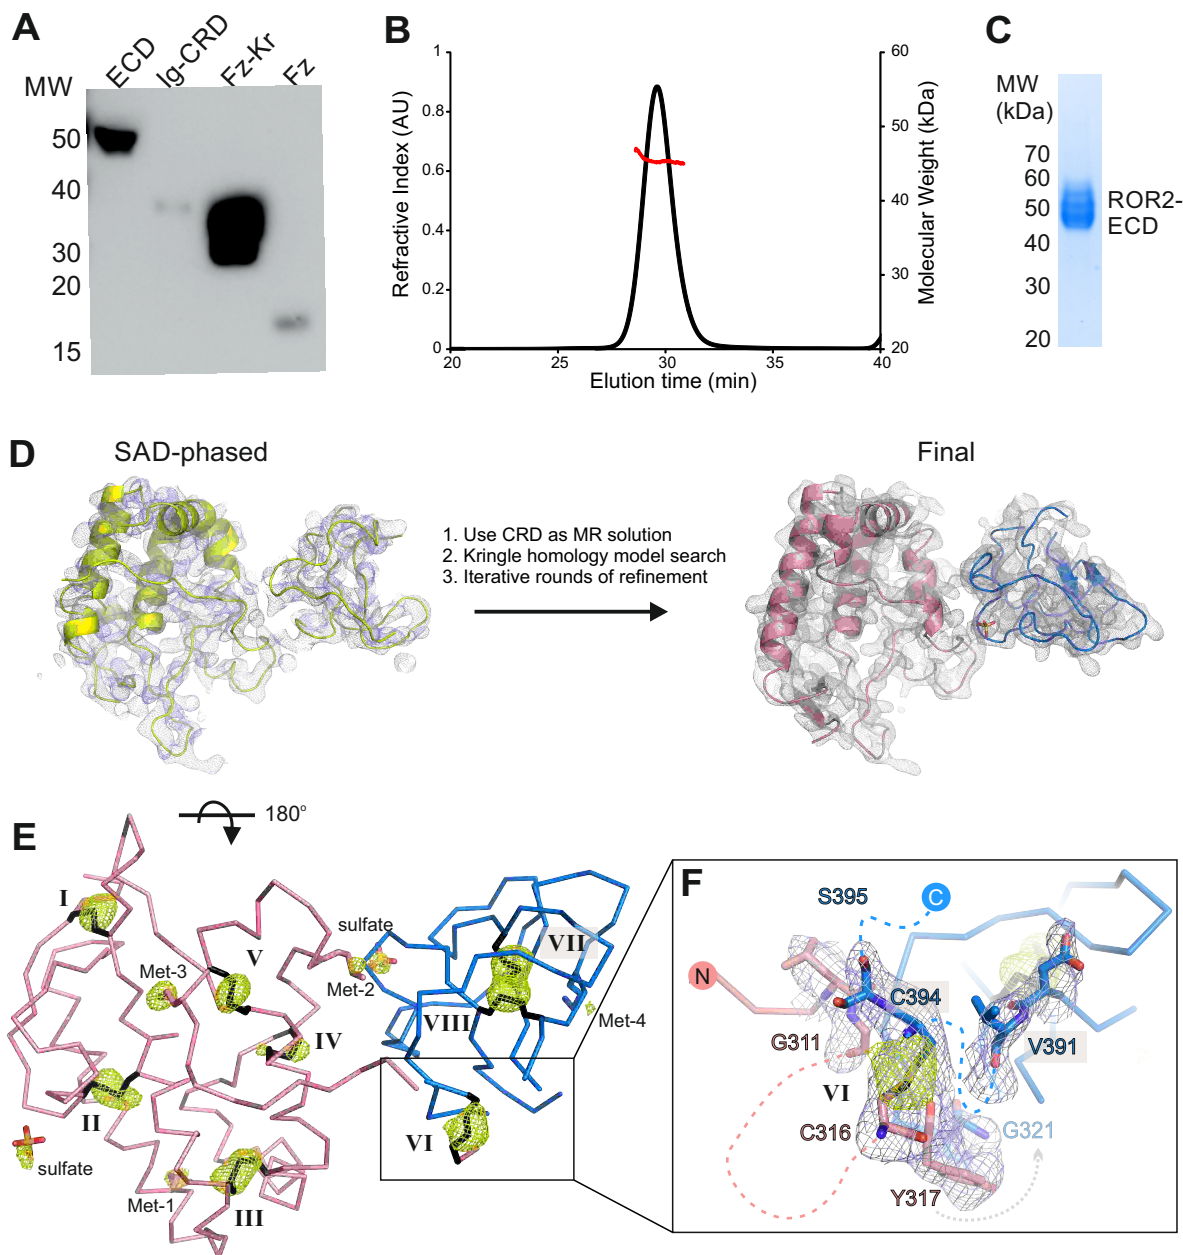 A
ECD
Ig-CRD
Fz-Kr
Fz
MW
50
40
30
20
15
B
Refractive Index (AU)
1
0.8
0.6
0.4
0.2
0
60
50
40
30
20
Molecular Weight (kDa)
20
25
30
35
40
Elution time (min)
C
MW
(kDa)
70
60
50
40
30
20
ROR2-
ECD
D
SAD-phased
Final
1. Use CRD as MR solution
2. Kringle homology model search
3. Iterative rounds of refinement
180°
E
I
V
sulfate
VII
Met-3
Met-2
VIII
Met-4
IV
II
VI
sulfate
Met-1
III
F
S395
C
N
C394
G311
V391
VI
C316
G321
Y317